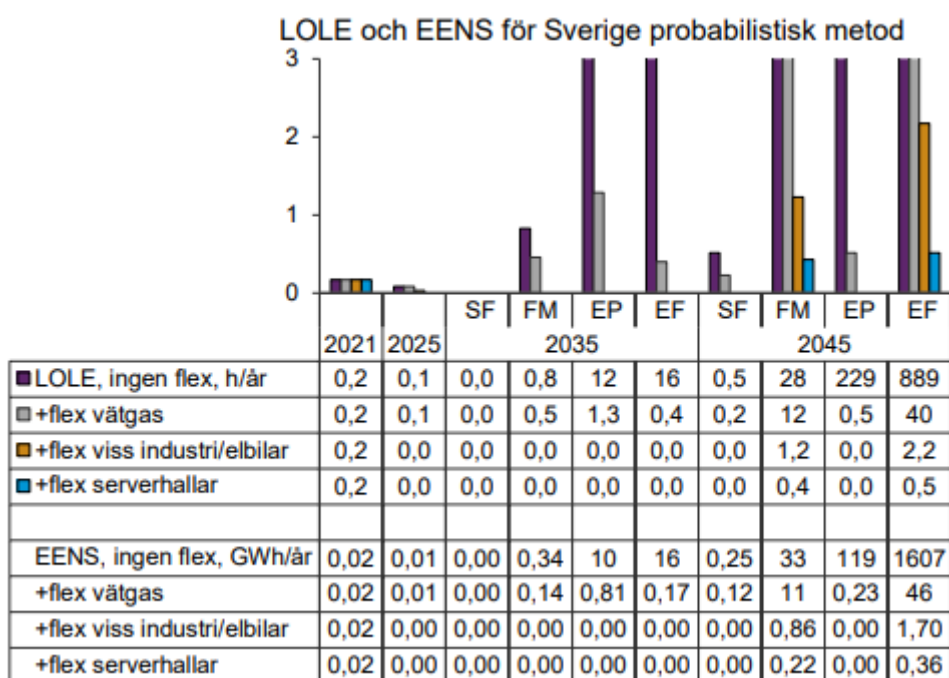 LOLE och EENS för Sverige probabilistisk metod
3
2
1
0
SF FM EP EF SF FM EP EF
2021 2025 2035 2045
LOLE, ingen flex, h/år 0,2 0,1 0,0 0,8 12 16 0,5 28 229 889
+flex vätgas 0,2 0,1 0,0 0,5 1,3 0,4 0,2 12 0,5 40
+flex viss industri/elbilar 0,2 0,0 0,0 0,0 0,0 0,0 0,0 1,2 0,0 2,2
+flex serverhallar 0,2 0,0 0,0 0,0 0,0 0,0 0,0 0,4 0,0 0,5
EENS, ingen flex, GWh/år 0,02 0,01 0,00 0,34 10 16 0,25 33 119 1607
+flex vätgas 0,02 0,01 0,00 0,14 0,81 0,17 0,12 11 0,23 46
+flex viss industri/elbilar 0,02 0,00 0,00 0,00 0,00 0,00 0,00 0,86 0,00 1,70
+flex serverhallar 0,02 0,00 0,00 0,00 0,00 0,00 0,00 0,22 0,00 0,36